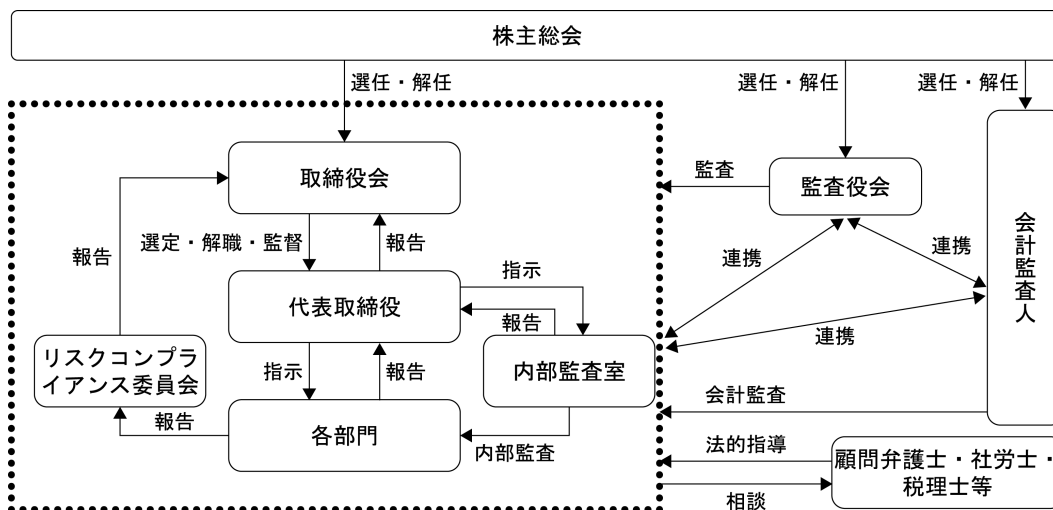 株主総会
選任・解任
選任・解任
選任・解任
取締役会
監査
監査役会
会計監査人
報告
選定・解職・監督
報告
指示
連携
連携
代表取締役
報告
連携
リスクコンプラ
イアンス委員会
指示
報告
内部監査室
会計監査
報告
各部門
内部監査
法的指導
顧問弁護士・社労士・
税理士等
相談